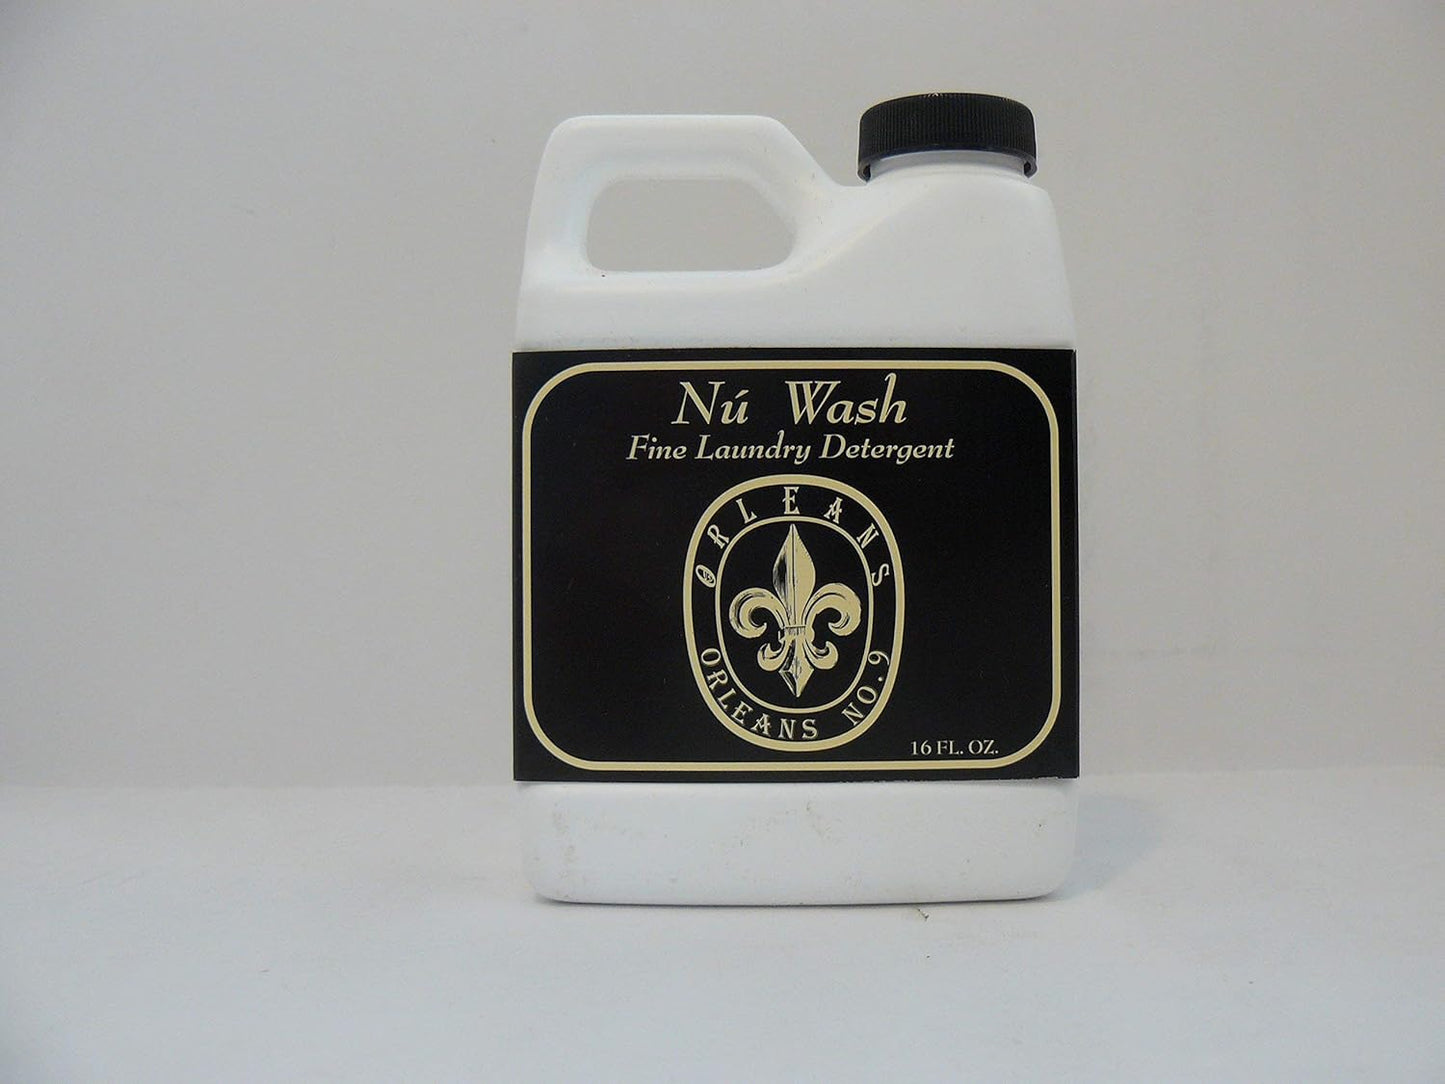 Nú Wash
Fine Laundry Detergent
ORLEANS
ORLEANS NO. 9
16 FL. OZ.